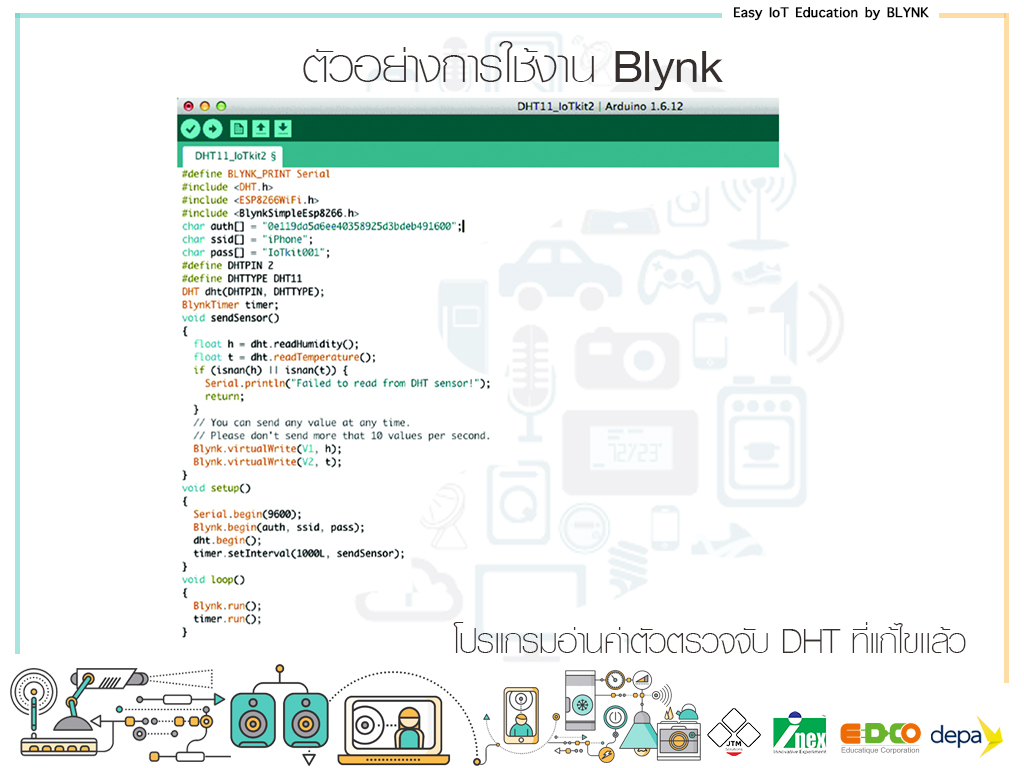 Easy IoT Education by BLYNK
ตัวอย่างการใช้งาน Blynk
DHT11_IoTkit2 | Arduino 1.6.12
DHT11_IoTkit2 §
#define BLYNK_PRINT Serial
#include <DHT.h>
#include <ESP8266WiFi.h>
#include <BlynkSimpleEsp8266.h>
char auth[] = "0e119da5a6ee40358925d3bdeb491600";
char ssid[] = "iPhone";
char pass[] = "IoTkit001";
#define DHTPIN 2
#define DHTTYPE DHT11
DHT dht(DHTPIN, DHTTYPE);
BlynkTimer timer;
void sendSensor()
{
  float h = dht.readHumidity();
  float t = dht.readTemperature();
  if (isnan(h) || isnan(t)) {
    Serial.println("Failed to read from DHT sensor!");
    return;
  }
  // You can send any value at any time.
  // Please don't send more that 10 values per second.
  Blynk.virtualWrite(V1, h);
  Blynk.virtualWrite(V2, t);
}
void setup()
{
  Serial.begin(9600);
  Blynk.begin(auth, ssid, pass);
  dht.begin();
  timer.setInterval(1000L, sendSensor);
}
void loop()
{
  Blynk.run();
  timer.run();
}
72/23°
โปรแกรมอ่านค่าตัวตรวจจับ DHT ที่แก้ไขแล้ว
JTM
Solutions
inex
Innovative Experiment
EDCO
Educatique Corporation
depa